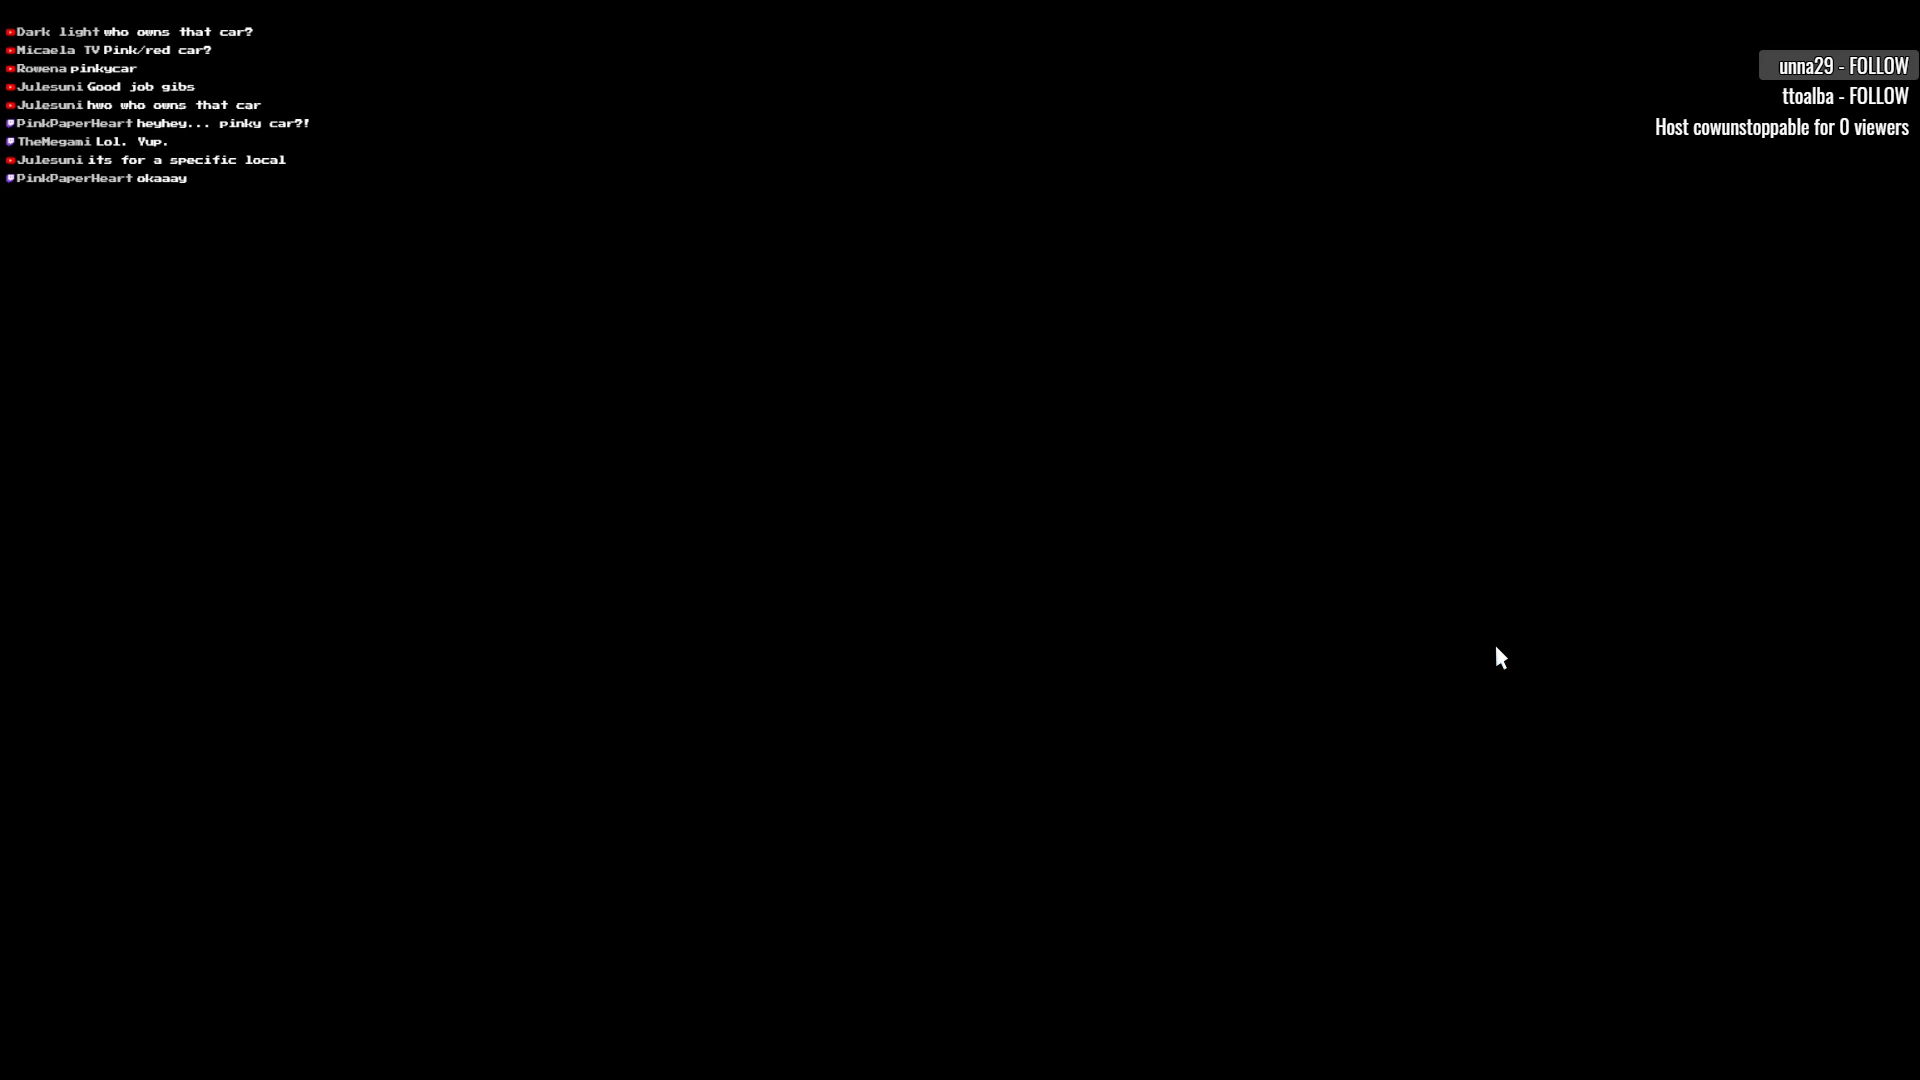 Dark light who owns that car?
Micaela TV Pink/red car?
Rowena pinkycar
Julesuni Good job gibs
Julesuni hwo who owns that car
PinkPaperHeart heyhey... pinky car?!
TheMegami Lol. Yup.
Julesuni its for a specific local
PinkPaperHeart okaaay
unna29 - FOLLOW
ttoalba - FOLLOW
Host cowunstoppable for 0 viewers